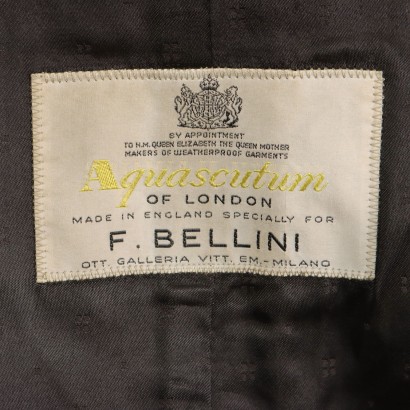 BY APPOINTMENT
TO H.M. QUEEN ELIZABETH THE QUEEN MOTHER
MAKERS OF WEATHERPROOF GARMENTS
Aquascutum
OF LONDON
MADE IN ENGLAND SPECIALLY FOR
F. BELLINI
OTT. GALLERIA VITT. EM.-MILANO